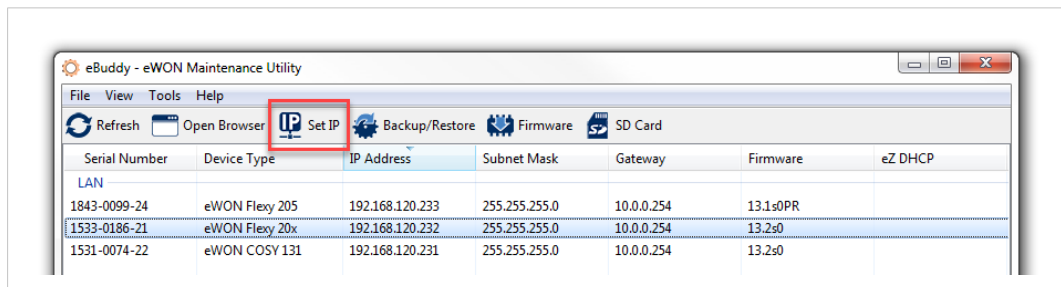 eBuddy - eWON Maintenance Utility
File View Tools Help
Refresh Open Browser Set IP Backup/Restore Firmware SD Card
Serial Number Device Type IP Address Subnet Mask Gateway Firmware eZ DHCP
LAN
1843-0099-24 eWON Flexy 205 192.168.120.233 255.255.255.0 10.0.0.254 13.1s0PR
1533-0186-21 eWON Flexy 20x 192.168.120.232 255.255.255.0 10.0.0.254 13.2s0
1531-0074-22 eWON COSY 131 192.168.120.231 255.255.255.0 10.0.0.254 13.2s0